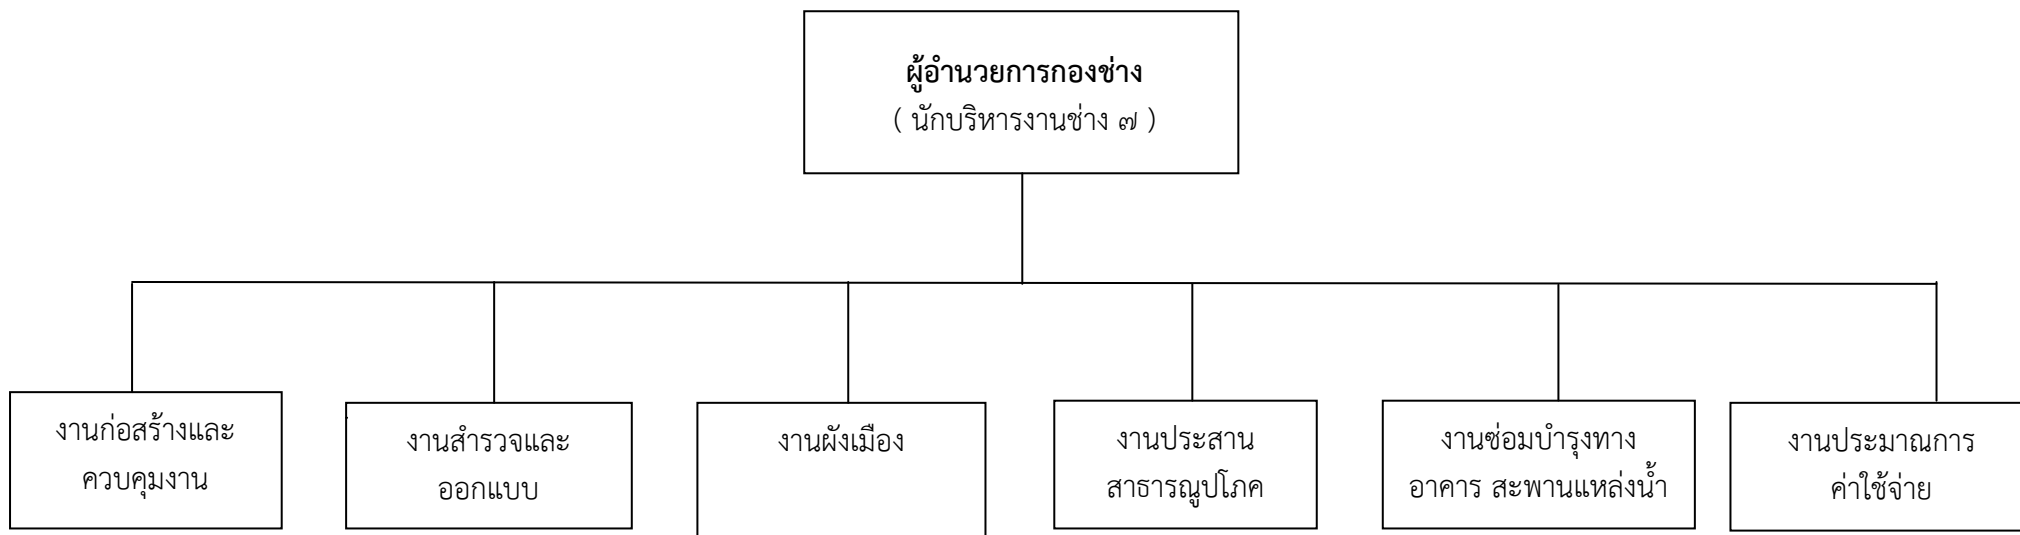 ผู้อำนวยการกองช่าง
( นักบริหารงานช่าง ๗ )
งานก่อสร้างและ
ควบคุมงาน
งานสำรวจและ
ออกแบบ
งานผังเมือง
งานประสาน
สาธารณูปโภค
งานซ่อมบำรุงทาง
อาคาร สะพานแหล่งน้ำ
งานประมาณการ
ค่าใช้จ่าย